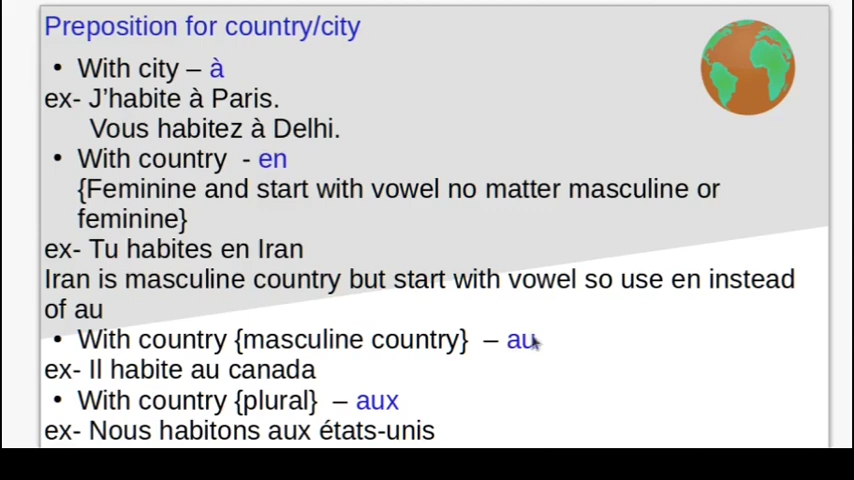 Preposition for country/city
• With city – à
ex- J'habite à Paris.
Vous habitez à Delhi.
• With country - en
{Feminine and start with vowel no matter masculine or
feminine}
ex- Tu habites en Iran
Iran is masculine country but start with vowel so use en instead
of au
• With country {masculine country} – au
ex- Il habite au canada
• With country {plural} – aux
ex- Nous habitons aux états-unis